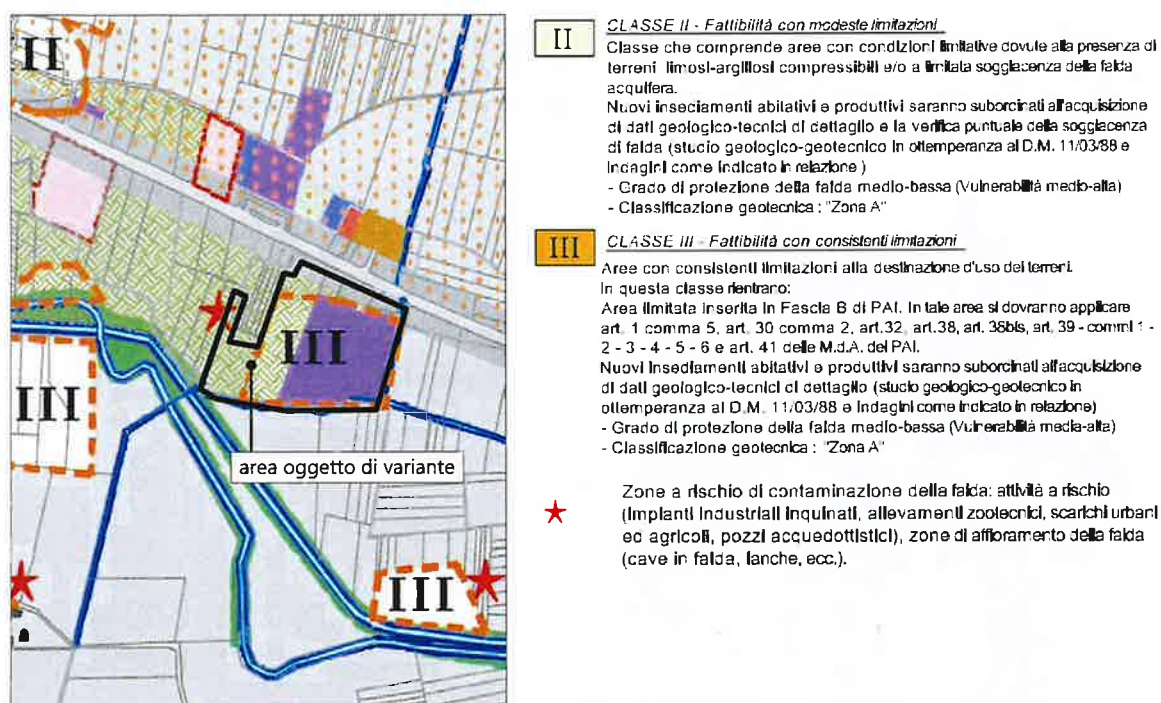 II
III
III
III
area oggetto di variante
II
CLASSE II - Fattibilità con modeste limitazioni
Classe che comprende aree con condizioni limitative dovute alla presenza di
terreni limosi-argillosi compressibili e/o a limitata soggiacenza della falda
acquifera.
Nuovi insediamenti abitativi e produttivi saranno subordinati all'acquisizione
di dati geologico-tecnici di dettaglio e la verifica puntuale della soggiacenza
di falda (studio geologico-geotecnico in ottemperanza al D.M. 11/03/88 e
indagini come indicato in relazione )
- Grado di protezione della falda medio-bassa (Vulnerabilità medio-alta)
- Classificazione geotecnica : "Zona A"
III
CLASSE III - Fattibilità con consistenti limitazioni
Aree con consistenti limitazioni alla destinazione d'uso dei terreni.
In questa classe rientrano:
Area limitata inserita in Fascia B di PAI. In tale area si dovranno applicare
art. 1 comma 5, art. 30 comma 2, art.32, art.38, art. 38bis, art. 39 - commi 1 -
2 - 3 - 4 - 5 - 6 e art. 41 delle M.d.A. del PAI.
Nuovi insediamenti abitativi e produttivi saranno subordinati all'acquisizione
di dati geologico-tecnici di dettaglio (studio geologico-geotecnico in
ottemperanza al D.M. 11/03/88 e indagini come indicato in relazione)
- Grado di protezione della falda medio-bassa (Vulnerabilità media-alta)
- Classificazione geotecnica : "Zona A"
Zone a rischio di contaminazione della falda: attività a rischio
(impianti industriali inquinati, allevamenti zootecnici, scarichi urbani
ed agricoli, pozzi acquedottistici), zone di affioramento della falda
(cave in falda, lanche, ecc.).